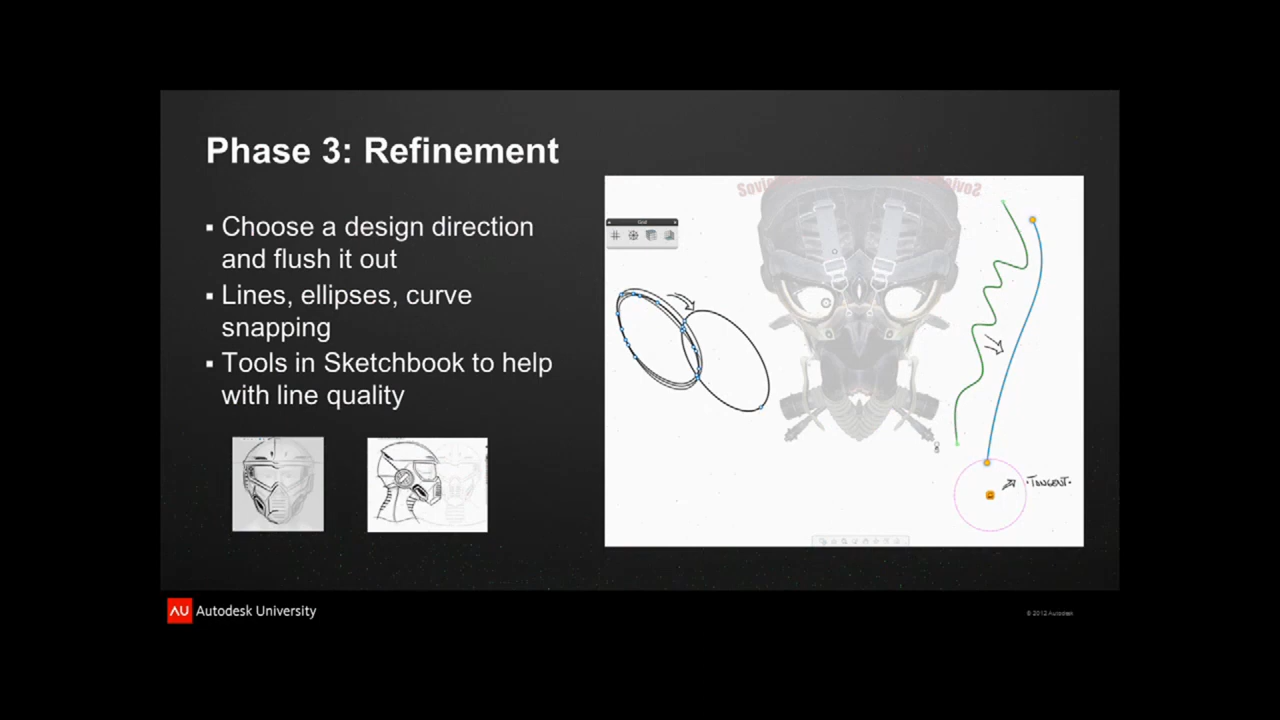 Phase 3: Refinement
▪ Choose a design direction
and flush it out
▪ Lines, ellipses, curve
snapping
▪ Tools in Sketchbook to help
with line quality
·TANGENT·
AU Autodesk University
© 2012 Autodesk